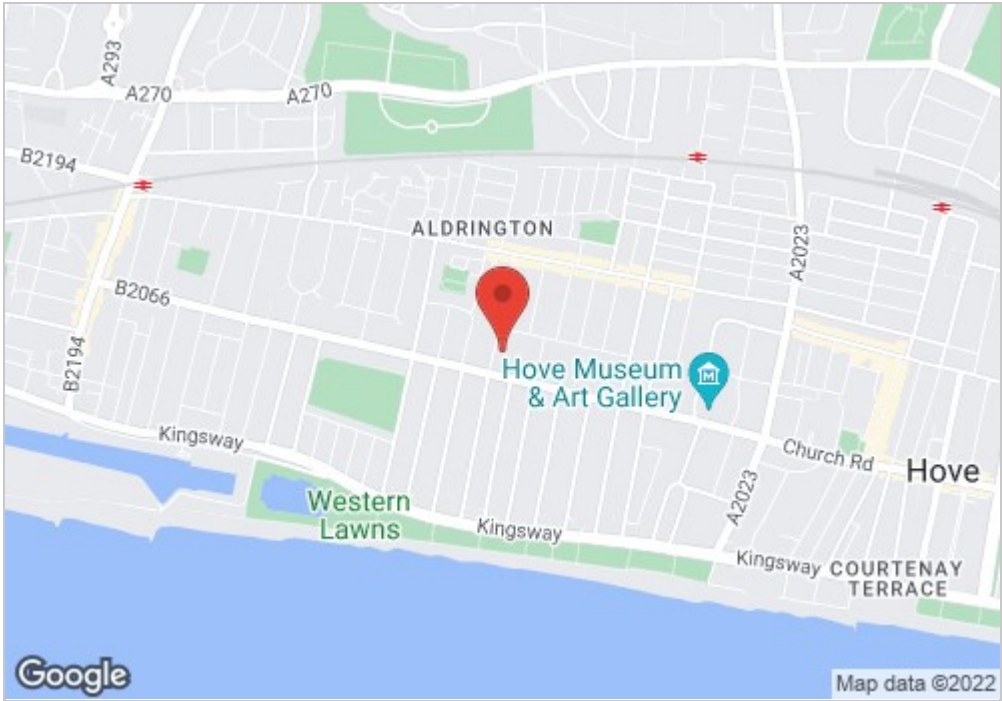 A293
A270
A270
B2194
ALDRINGTON
A2023
B2066
Hove Museum
& Art Gallery
B2194
Kingsway
Church Rd
Hove
A2023
Western
Lawns
Kingsway
Kingsway
COURTENAY
TERRACE
Google
Map data ©2022